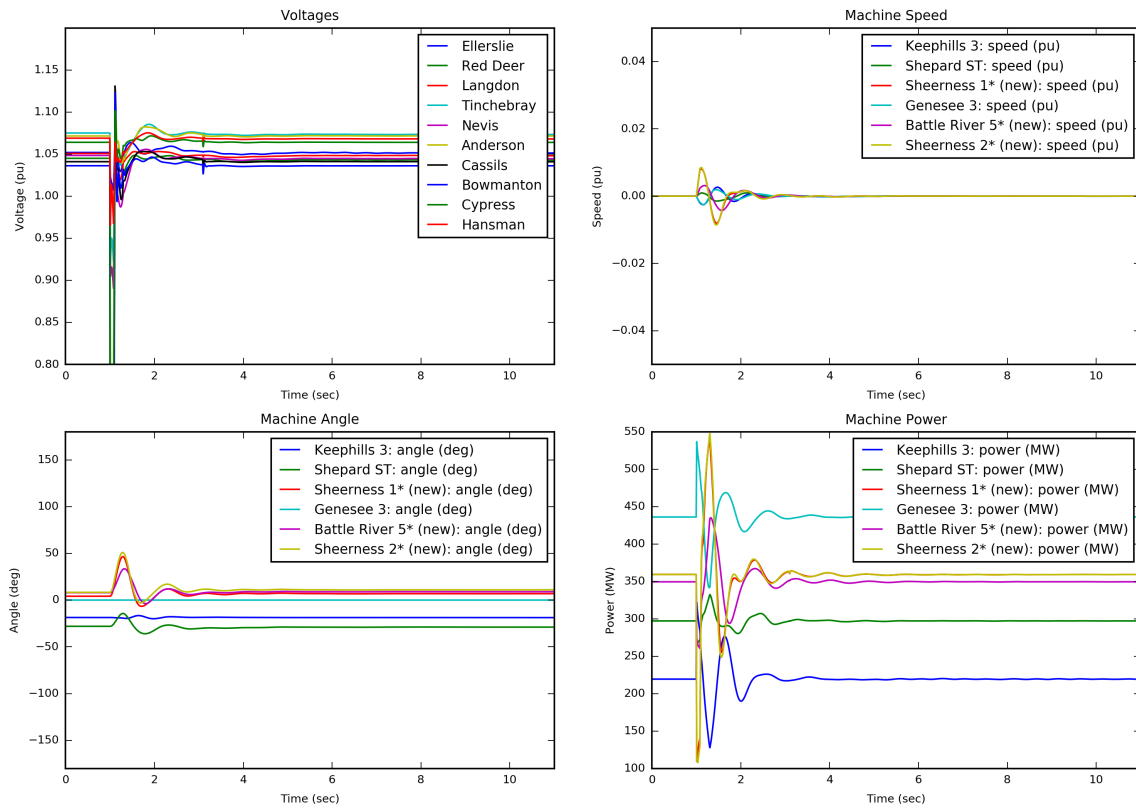 Voltages
1.15
1.10
1.05
1.00
0.95
0.90
0.85
0.80
Voltage (pu)
0
2
4
6
8
10
Time (sec)
Ellerslie
Red Deer
Langdon
Tinchebray
Nevis
Anderson
Cassils
Bowmanton
Cypress
Hansman
Machine Speed
0.04
0.02
0.00
−0.02
−0.04
Speed (pu)
0
2
4
6
8
10
Time (sec)
Keephills 3: speed (pu)
Shepard ST: speed (pu)
Sheerness 1* (new): speed (pu)
Genesee 3: speed (pu)
Battle River 5* (new): speed (pu)
Sheerness 2* (new): speed (pu)
Machine Angle
150
100
50
0
−50
−100
−150
Angle (deg)
0
2
4
6
8
10
Time (sec)
Keephills 3: angle (deg)
Shepard ST: angle (deg)
Sheerness 1* (new): angle (deg)
Genesee 3: angle (deg)
Battle River 5* (new): angle (deg)
Sheerness 2* (new): angle (deg)
Machine Power
550
500
450
400
350
300
250
200
150
100
Power (MW)
0
2
4
6
8
10
Time (sec)
Keephills 3: power (MW)
Shepard ST: power (MW)
Sheerness 1* (new): power (MW)
Genesee 3: power (MW)
Battle River 5* (new): power (MW)
Sheerness 2* (new): power (MW)